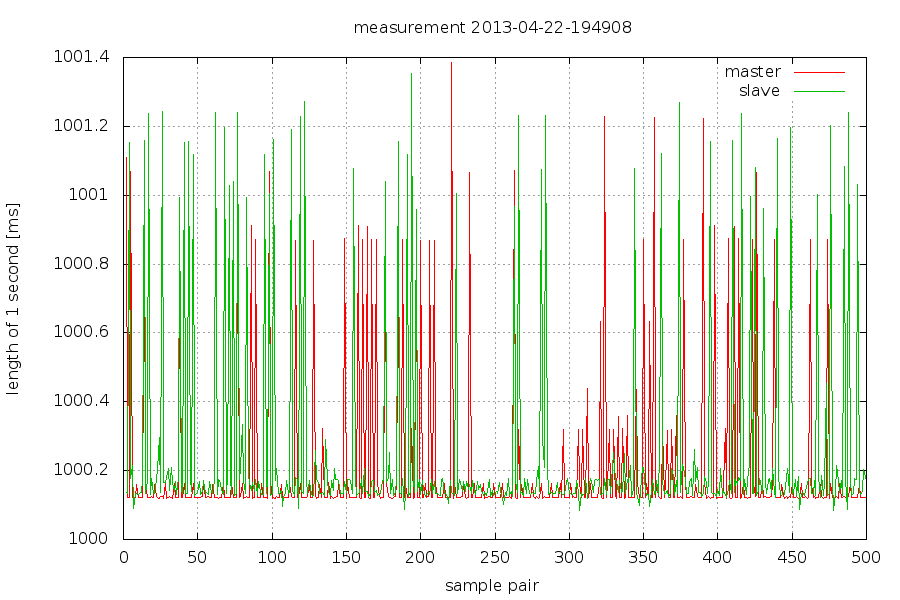 measurement 2013-04-22-194908
master
slave
length of 1 second [ms]
1001.4
1001.2
1001
1000.8
1000.6
1000.4
1000.2
1000
0 50 100 150 200 250 300 350 400 450 500
sample pair